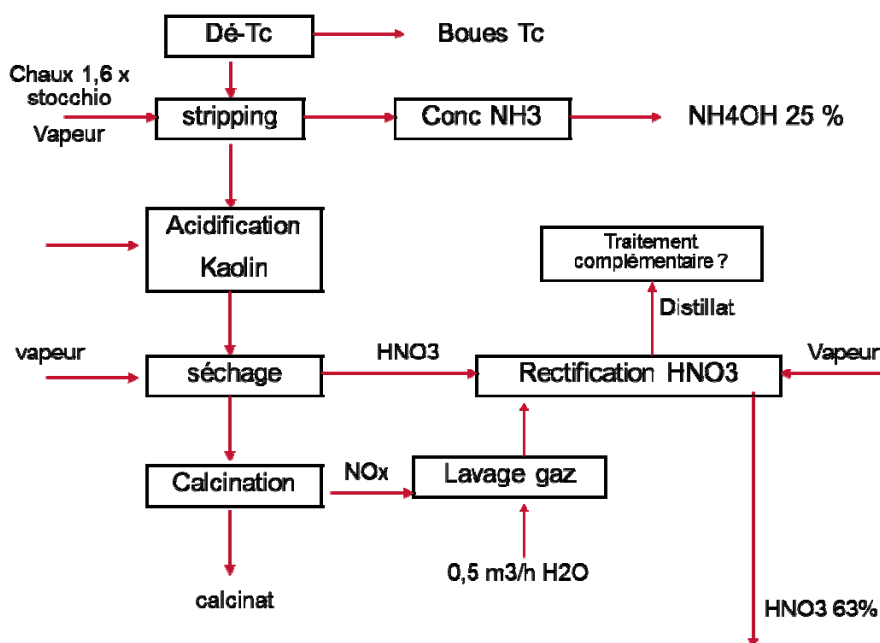 Dé-Tc
Boues Tc
Chaux 1,6 x
stocchio
Vapeur
stripping
Conc NH3
NH4OH 25 %
Acidification
Kaolin
Traitement
complémentaire ?
Distillat
vapeur
séchage
HNO3
Rectification HNO3
Vapeur
Calcination
NOx
Lavage gaz
0,5 m3/h H2O
calcinat
HNO3 63%